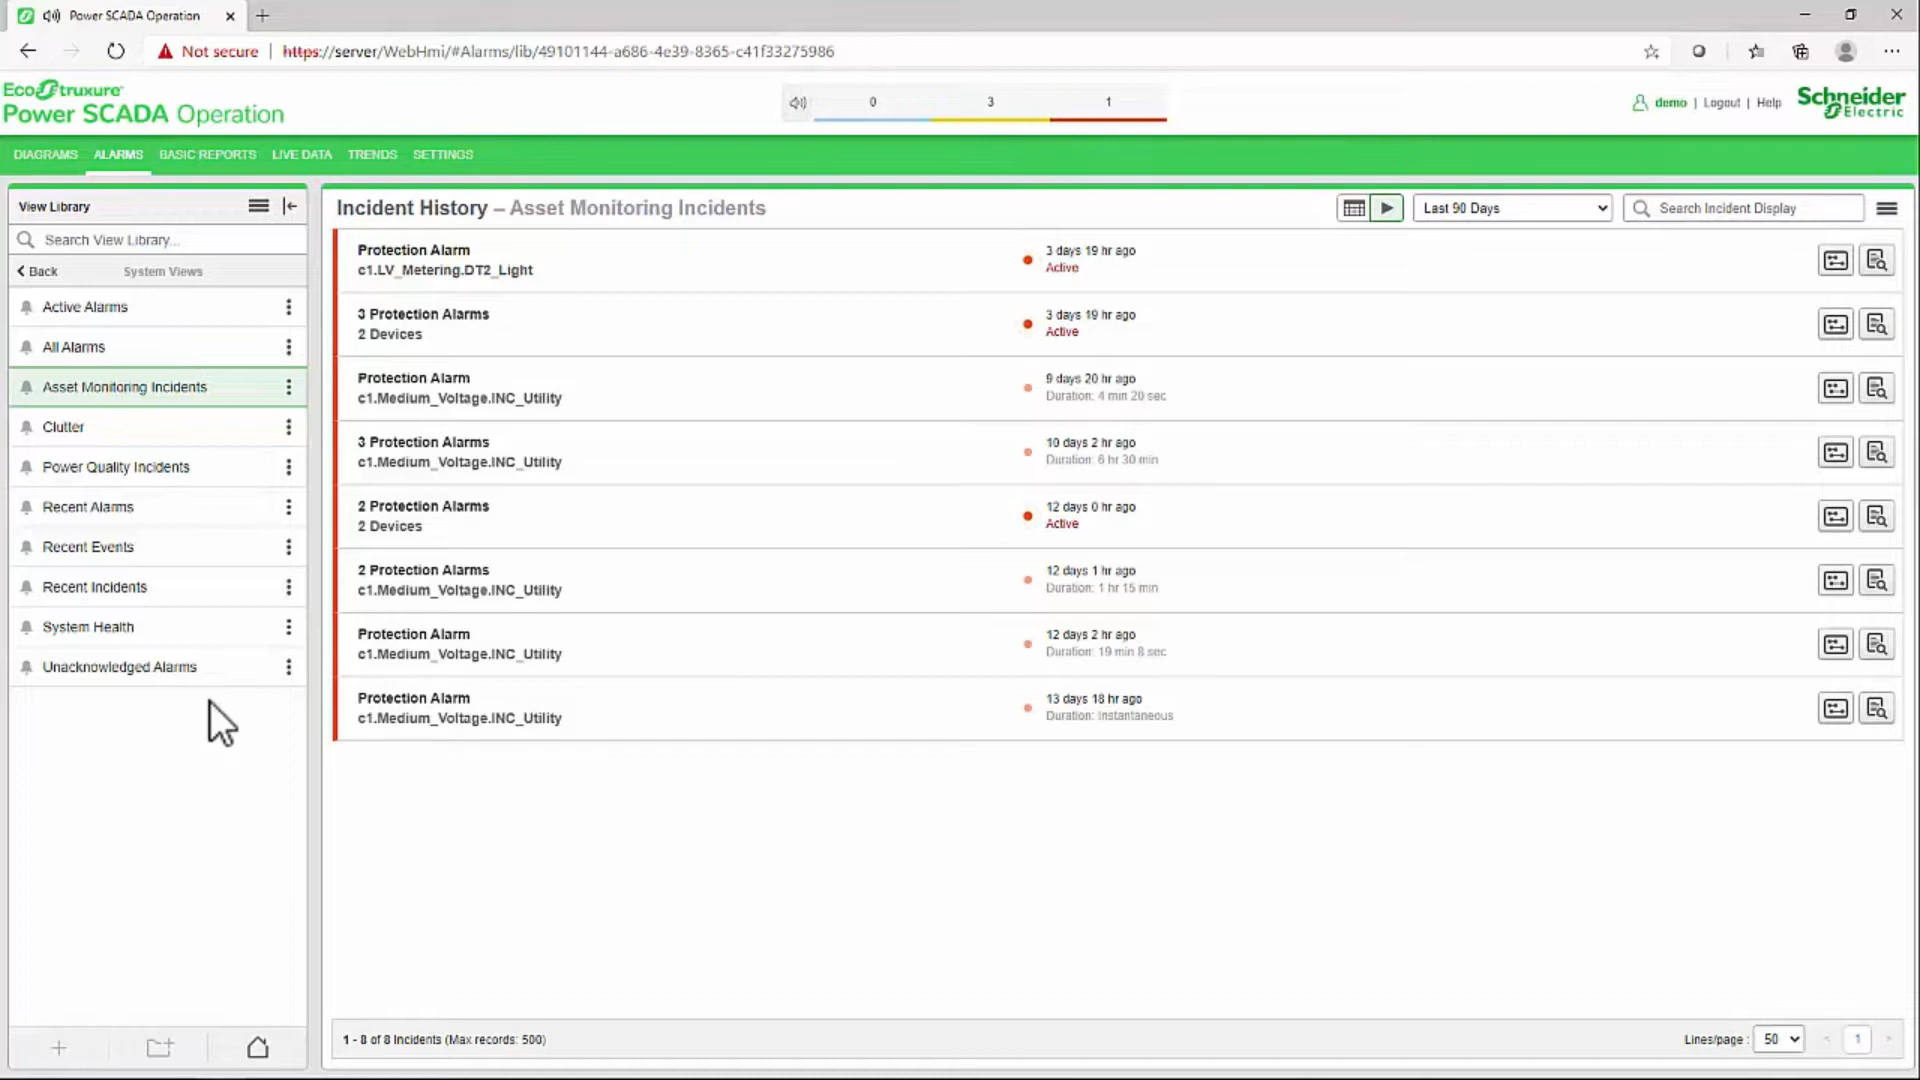 Power SCADA Operation
Not secure | https://server/WebHmi/#Alarms/lib/49101144-a686-4e39-8365-c41f33275986
EcoStruxure
Power SCADA Operation
0 3 1
demo | Logout | Help
Schneider Electric
DIAGRAMS ALARMS BASIC REPORTS LIVE DATA TRENDS SETTINGS
View Library
Search View Library...
Back System Views
Active Alarms
All Alarms
Asset Monitoring Incidents
Clutter
Power Quality Incidents
Recent Alarms
Recent Events
Recent Incidents
System Health
Unacknowledged Alarms
Incident History – Asset Monitoring Incidents
Last 90 Days
Search Incident Display
Protection Alarm
c1.LV_Metering.DT2_Light
3 days 19 hr ago
Active
3 Protection Alarms
2 Devices
3 days 19 hr ago
Active
Protection Alarm
c1.Medium_Voltage.INC_Utility
9 days 20 hr ago
Duration: 4 min 20 sec
3 Protection Alarms
c1.Medium_Voltage.INC_Utility
10 days 2 hr ago
Duration: 6 hr 30 min
2 Protection Alarms
2 Devices
12 days 0 hr ago
Active
2 Protection Alarms
c1.Medium_Voltage.INC_Utility
12 days 1 hr ago
Duration: 1 hr 15 min
Protection Alarm
c1.Medium_Voltage.INC_Utility
12 days 2 hr ago
Duration: 19 min 8 sec
Protection Alarm
c1.Medium_Voltage.INC_Utility
13 days 18 hr ago
Duration: Instantaneous
1 - 8 of 8 Incidents (Max records: 500)
Lines/page : 50
< 1 >